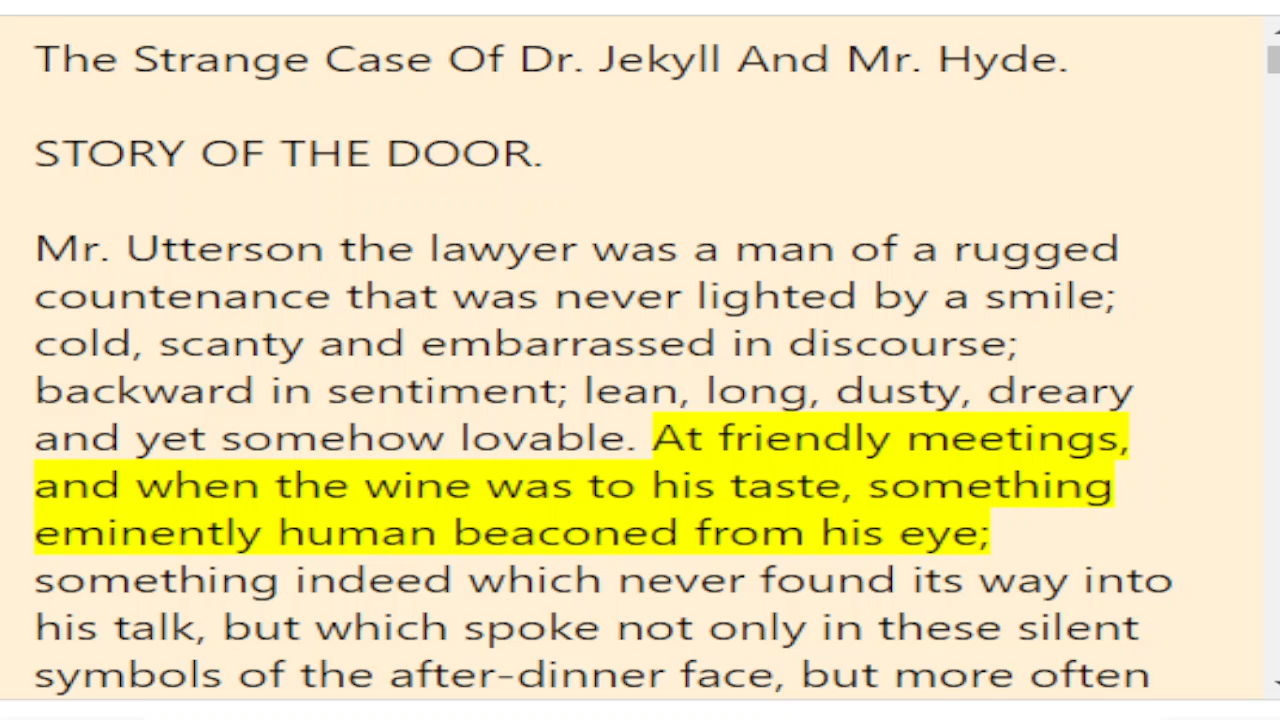 The Strange Case Of Dr. Jekyll And Mr. Hyde.
STORY OF THE DOOR.
Mr. Utterson the lawyer was a man of a rugged
countenance that was never lighted by a smile;
cold, scanty and embarrassed in discourse;
backward in sentiment; lean, long, dusty, dreary
and yet somehow lovable. At friendly meetings,
and when the wine was to his taste, something
eminently human beaconed from his eye;
something indeed which never found its way into
his talk, but which spoke not only in these silent
symbols of the after-dinner face, but more often